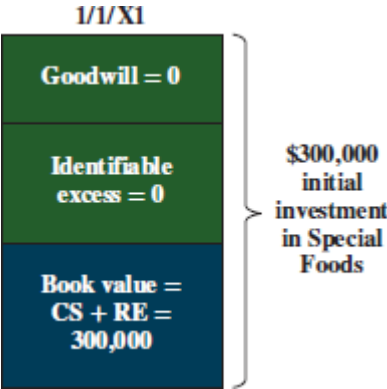 1/1/X1
Goodwill = 0
Identifiable
excess = 0
Book value =
CS + RE =
300,000
$300,000
initial
investment
in Special
Foods